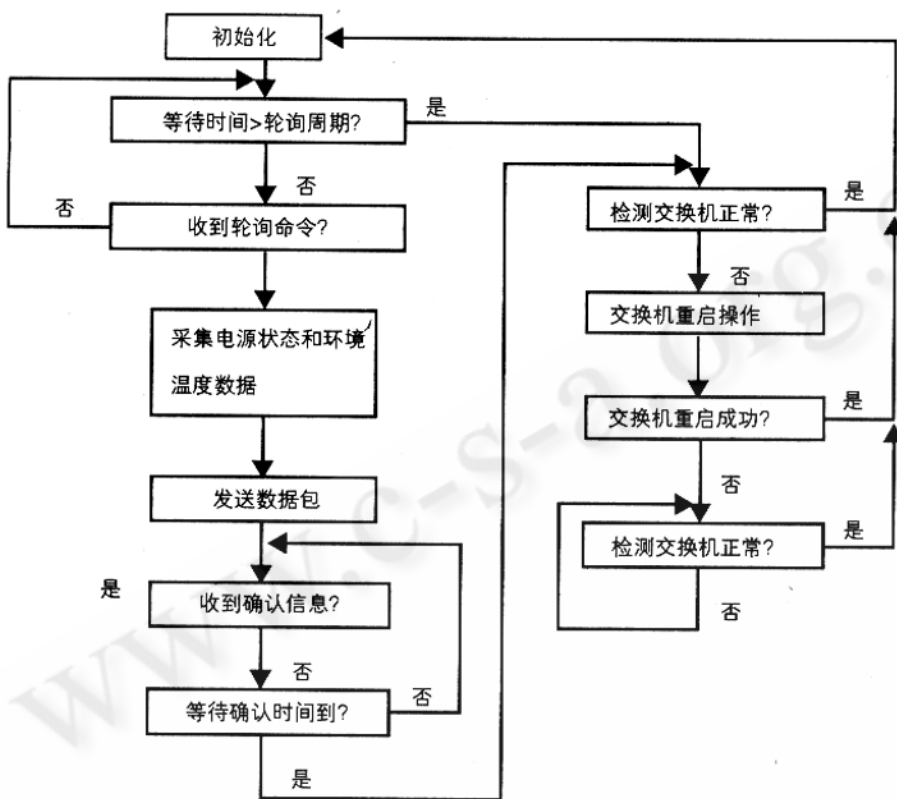 初始化
等待时间>轮询周期?
是
否
收到轮询命令?
否
采集电源状态和环境
温度数据
发送数据包
收到确认信息?
是
否
等待确认时间到?
否
是
检测交换机正常?
是
否
交换机重启操作
交换机重启成功?
是
否
检测交换机正常?
是
否
www.c-s-a.org.